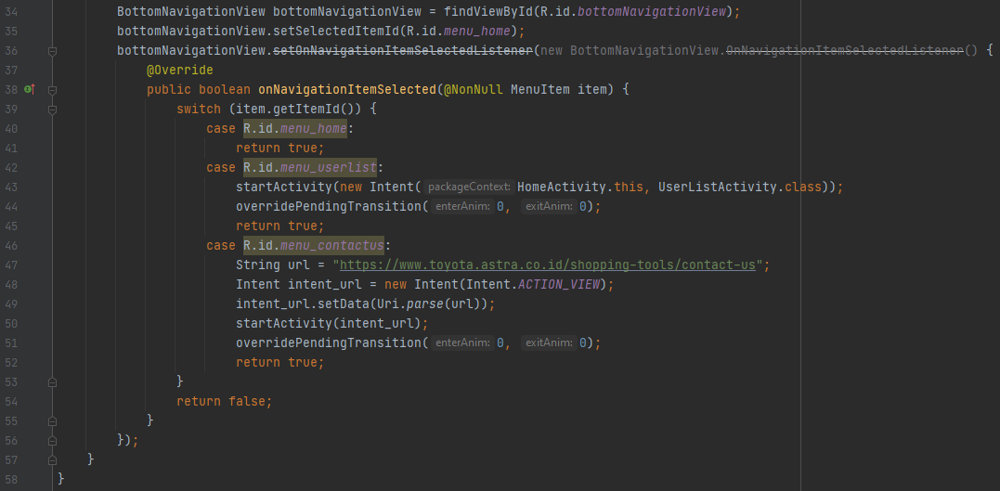 34 BottomNavigationView bottomNavigationView = findViewById(R.id.bottomNavigationView);
35 bottomNavigationView.setSelectedItemId(R.id.menu_home);
36 bottomNavigationView.setOnNavigationItemSelectedListener(new BottomNavigationView.OnNavigationItemSelectedListener() {
37 @Override
38 public boolean onNavigationItemSelected(@NonNull MenuItem item) {
39 switch (item.getItemId()) {
40 case R.id.menu_home:
41 return true;
42 case R.id.menu_userlist:
43 startActivity(new Intent( packageContext: HomeActivity.this, UserListActivity.class));
44 overridePendingTransition( enterAnim: 0, exitAnim: 0);
45 return true;
46 case R.id.menu_contactus:
47 String url = "https://www.toyota.astra.co.id/shopping-tools/contact-us";
48 Intent intent_url = new Intent(Intent.ACTION_VIEW);
49 intent_url.setData(Uri.parse(url));
50 startActivity(intent_url);
51 overridePendingTransition( enterAnim: 0, exitAnim: 0);
52 return true;
53 }
54 return false;
55 }
56 });
57 }
58 }